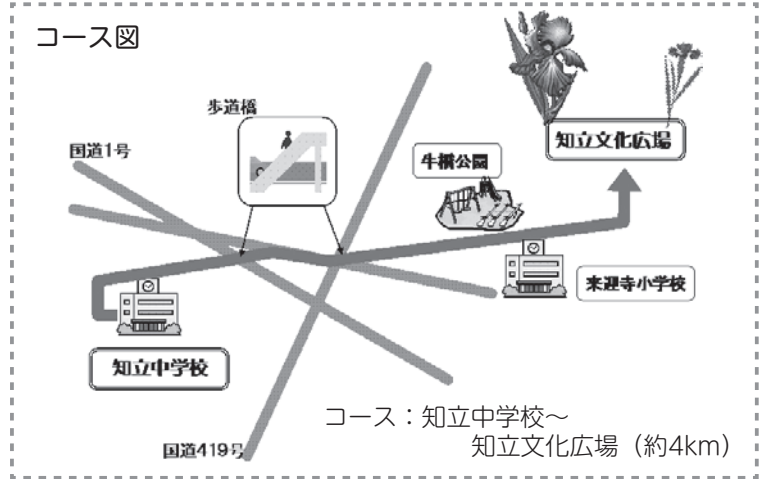 コース図
歩道橋
国道1号
知立文化広場
牛橋公園
来迎寺小学校
知立中学校
コース：知立中学校～
知立文化広場（約4km）
国道419号